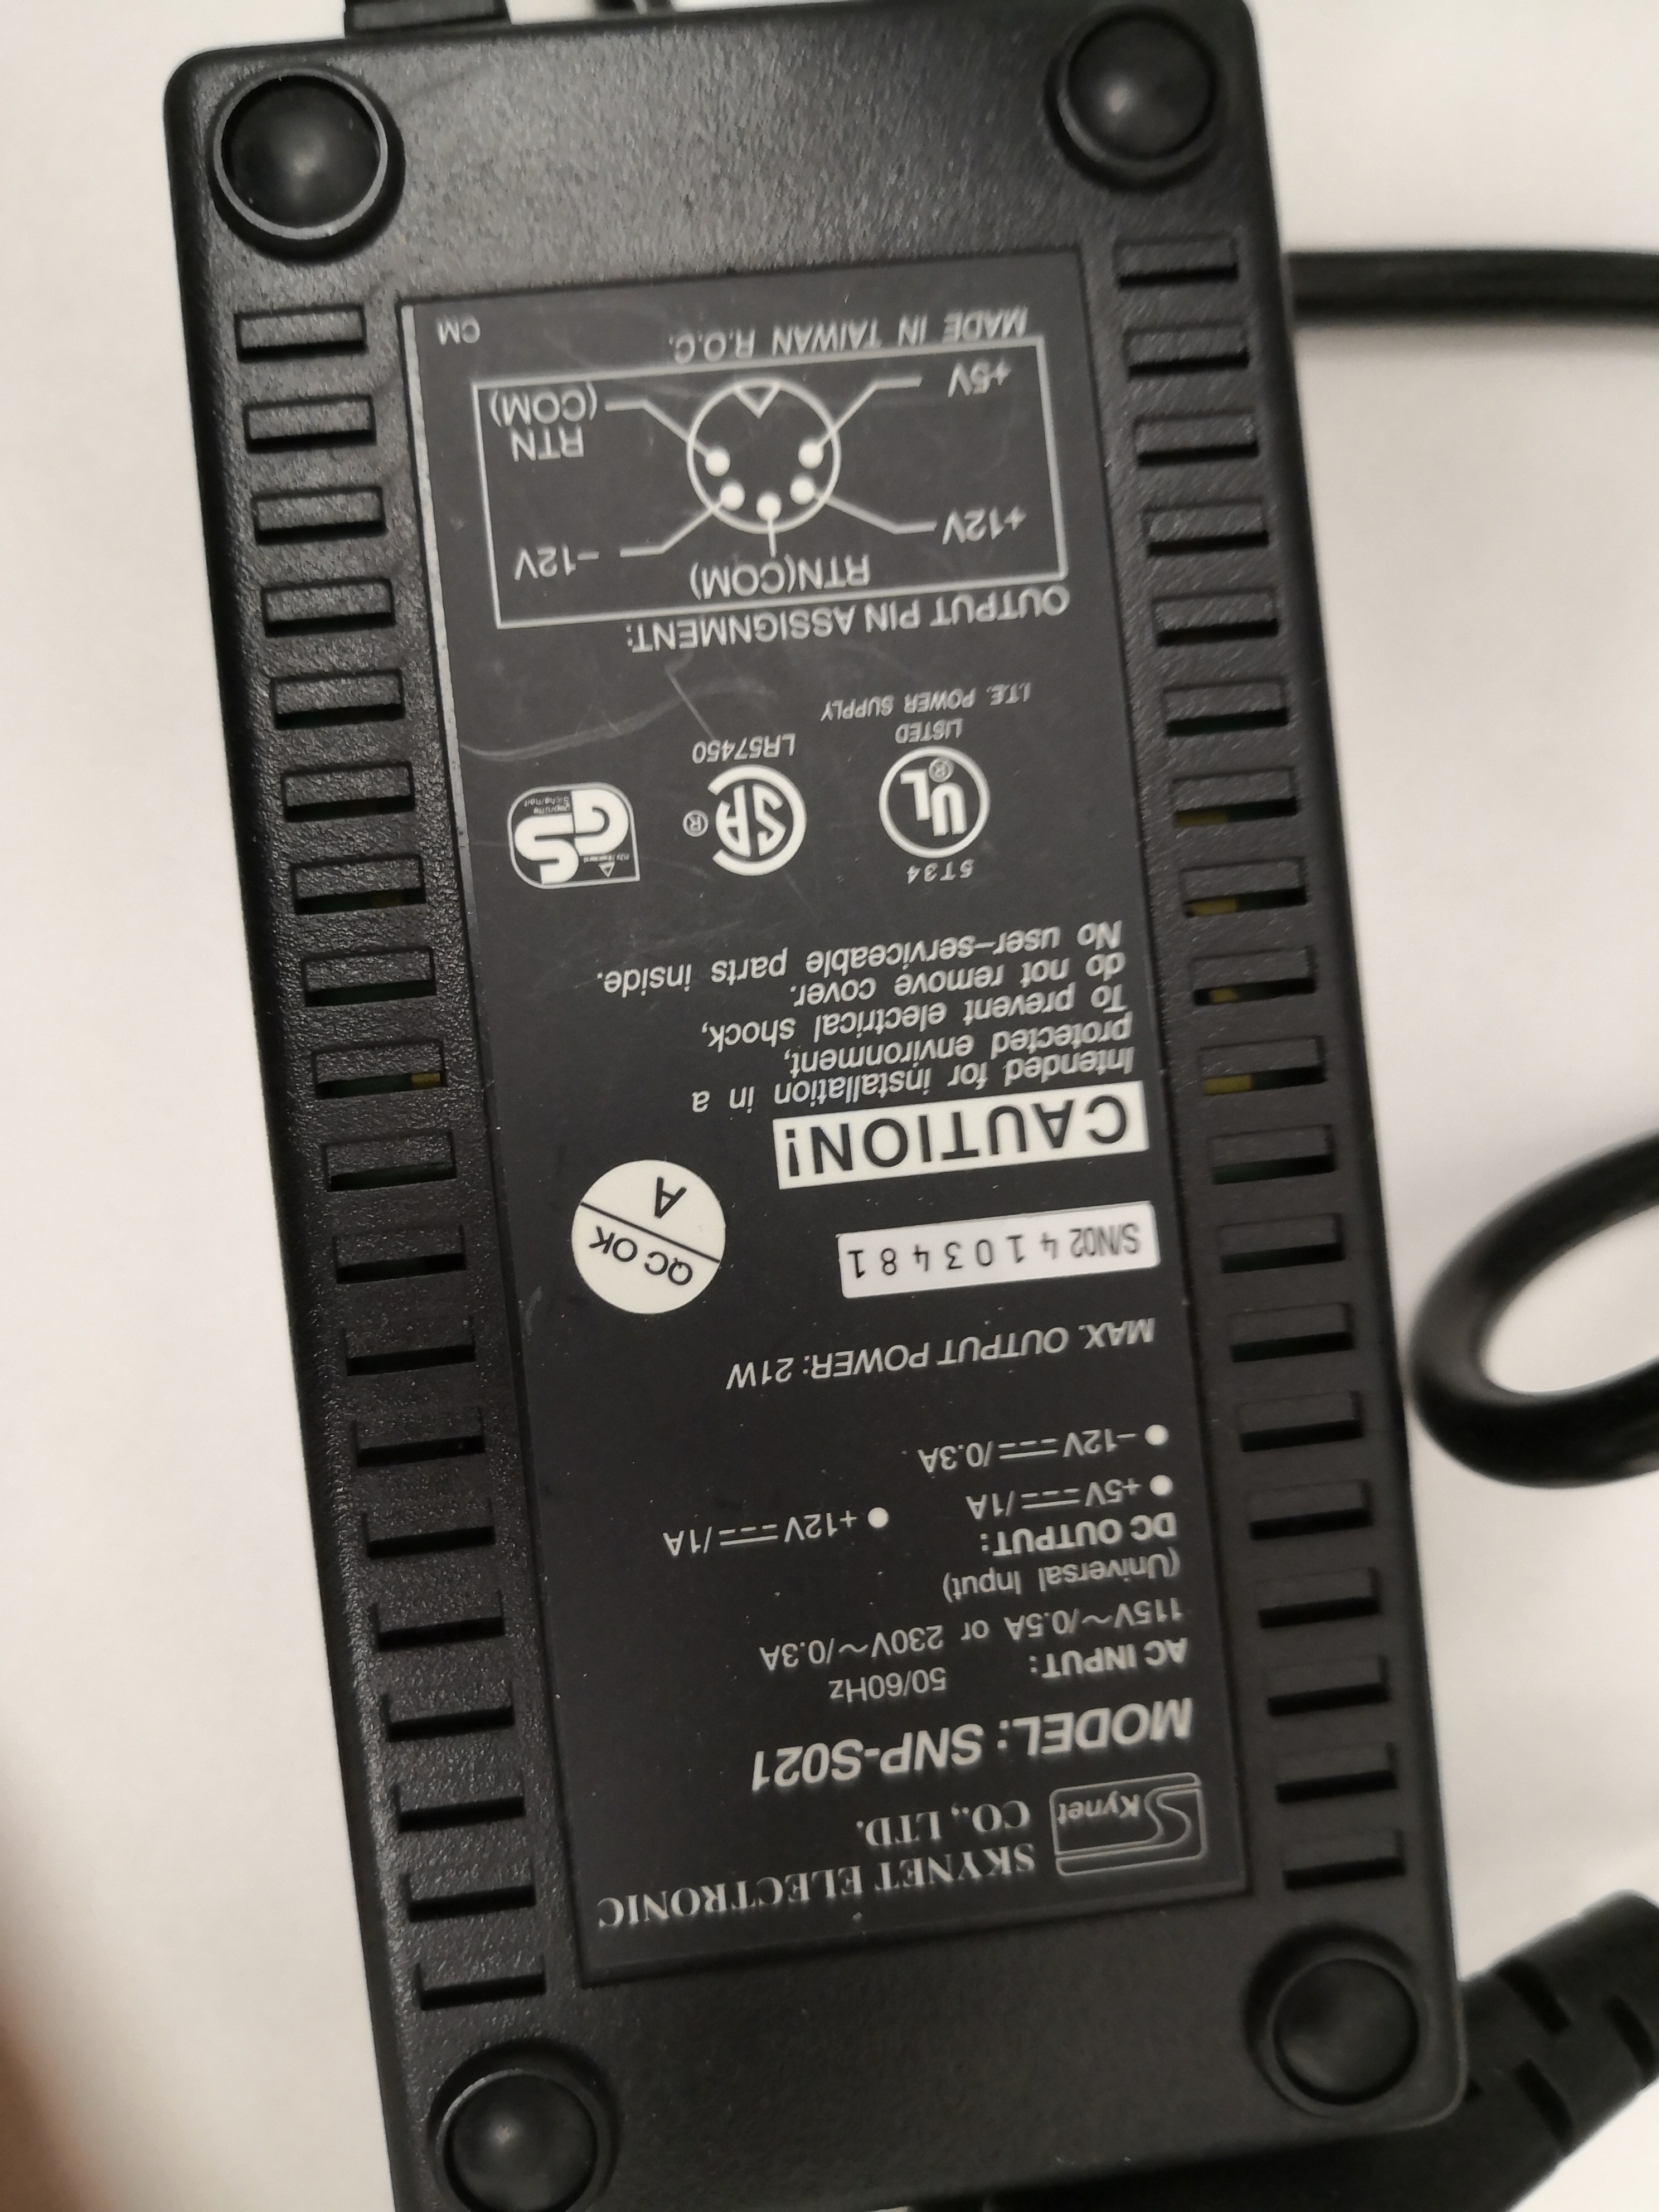 Skynet
SKYNET ELECTRONIC
CO., LTD.
MODEL: SNP-S021
AC INPUT: 50/60Hz
115V～/0.5A or 230V～/0.3A
(Universal Input)
DC OUTPUT:
● +5V⎓/1A ● +12V⎓/1A
● –12V⎓/0.3A
MAX. OUTPUT POWER: 21W
S/N02 4 1 0 3 4 8 1
QC OK
A
CAUTION!
Intended for installation in a
protected environment,
To prevent electrical shock,
do not remove cover.
No user–serviceable parts inside.
5T34
UL®
LISTED
I.T.E. POWER SUPPLY
SA®
LR57450
GS
geprüfte
Sicherheit
OUTPUT PIN ASSIGNMENT:
RTN(COM)
+12V
–12V
+5V
RTN
(COM)
MADE IN TAIWAN R.O.C.
CM